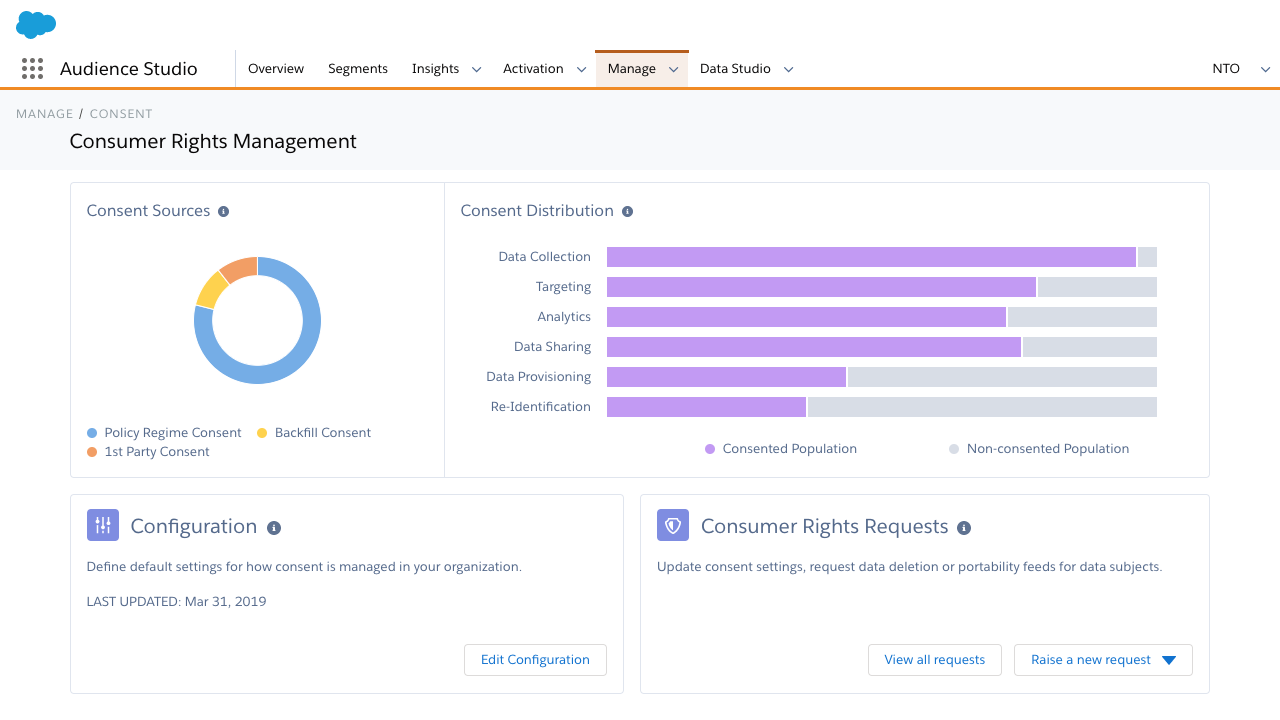 Audience Studio
Overview
Segments
Insights
Activation
Manage
Data Studio
NTO
MANAGE / CONSENT
Consumer Rights Management
Consent Sources
Policy Regime Consent
Backfill Consent
1st Party Consent
Consent Distribution
Data Collection
Targeting
Analytics
Data Sharing
Data Provisioning
Re-Identification
Consented Population
Non-consented Population
Configuration
Define default settings for how consent is managed in your organization.
LAST UPDATED: Mar 31, 2019
Edit Configuration
Consumer Rights Requests
Update consent settings, request data deletion or portability feeds for data subjects.
View all requests
Raise a new request